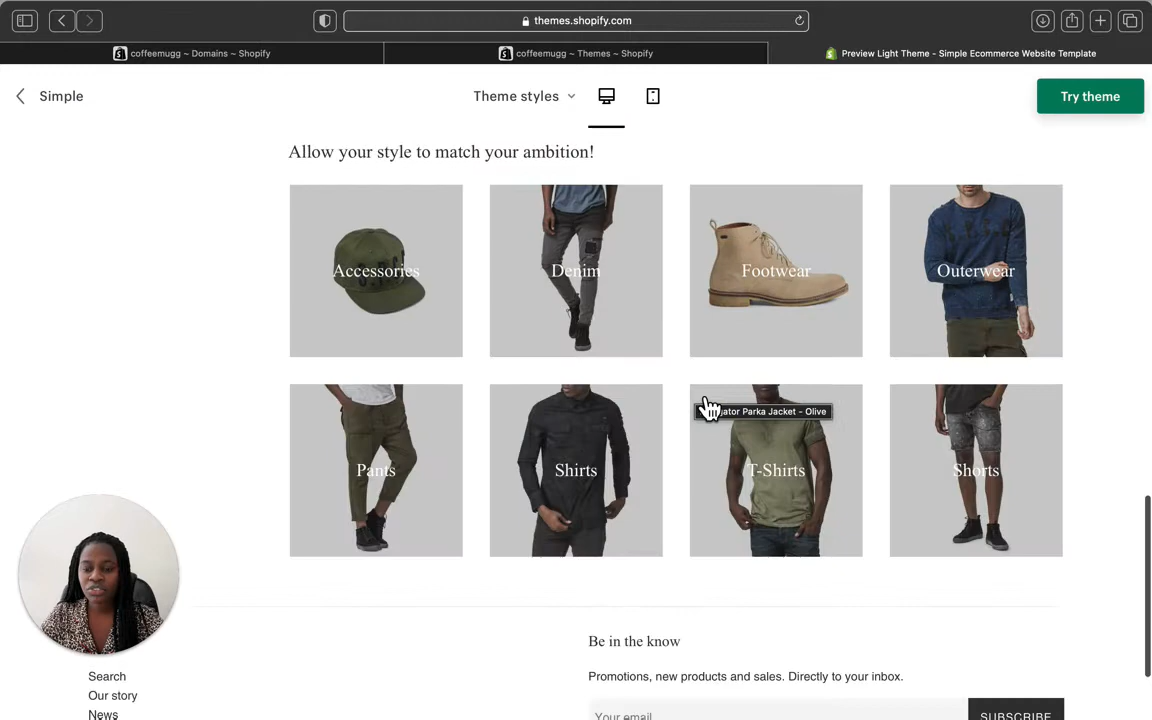 themes.shopify.com
coffeemugg ~ Domains ~ Shopify
coffeemugg ~ Themes ~ Shopify
Preview Light Theme - Simple Ecommerce Website Template
Simple
Theme styles
Try theme
Allow your style to match your ambition!
Accessories
Denim
Footwear
Outerwear
Parka Jacket - Olive
Pants
Shirts
T-Shirts
Shorts
Be in the know
Search
Promotions, new products and sales. Directly to your inbox.
Our story
News
Your email
SUBSCRIBE